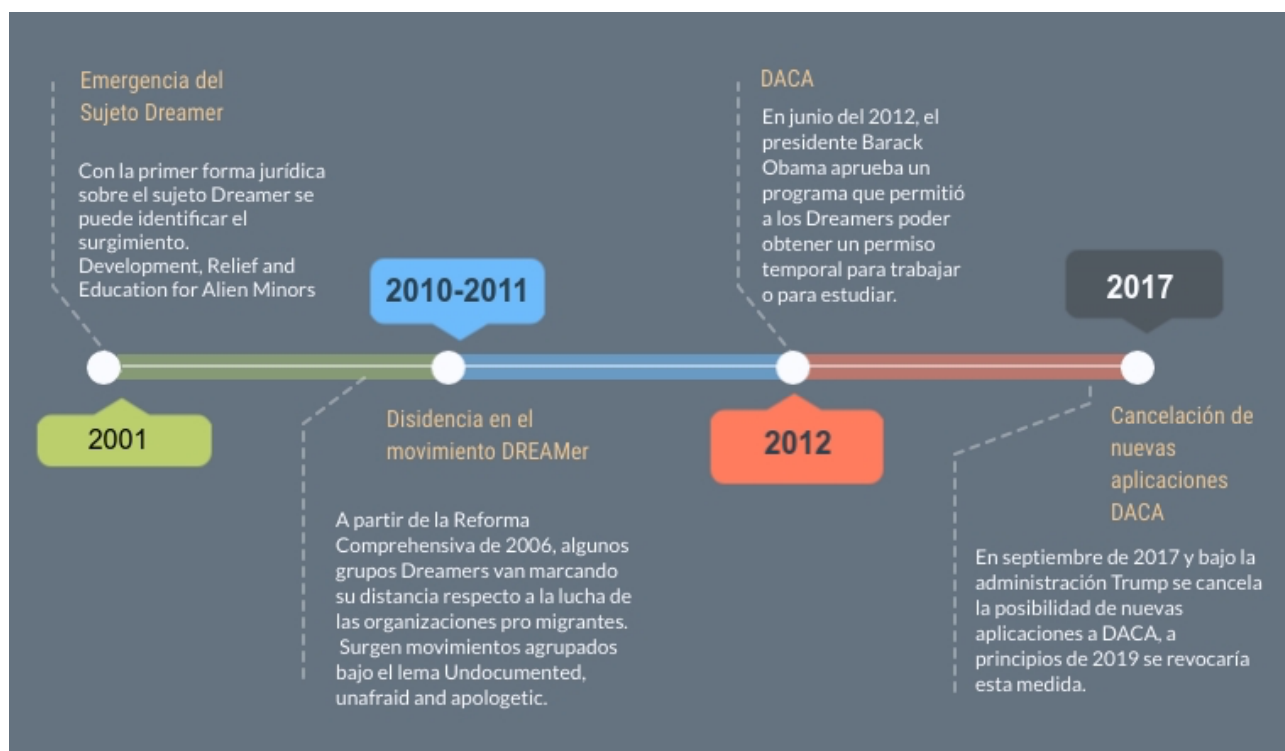 Emergencia del
Sujeto Dreamer
Con la primer forma jurídica
sobre el sujeto Dreamer se
puede identificar el
surgimiento.
Development, Relief and
Education for Alien Minors
2001
2010-2011
Disidencia en el
movimiento DREAMer
A partir de la Reforma
Comprehensiva de 2006, algunos
grupos Dreamers van marcando
su distancia respecto a la lucha de
las organizaciones pro migrantes.
Surgen movimientos agrupados
bajo el lema Undocumented,
unafraid and apologetic.
DACA
En junio del 2012, el
presidente Barack
Obama aprueba un
programa que permitió
a los Dreamers poder
obtener un permiso
temporal para trabajar
o para estudiar.
2012
2017
Cancelación de
nuevas
aplicaciones
DACA
En septiembre de 2017 y bajo la
administración Trump se cancela
la posibilidad de nuevas
aplicaciones a DACA, a
principios de 2019 se revocaría
esta medida.